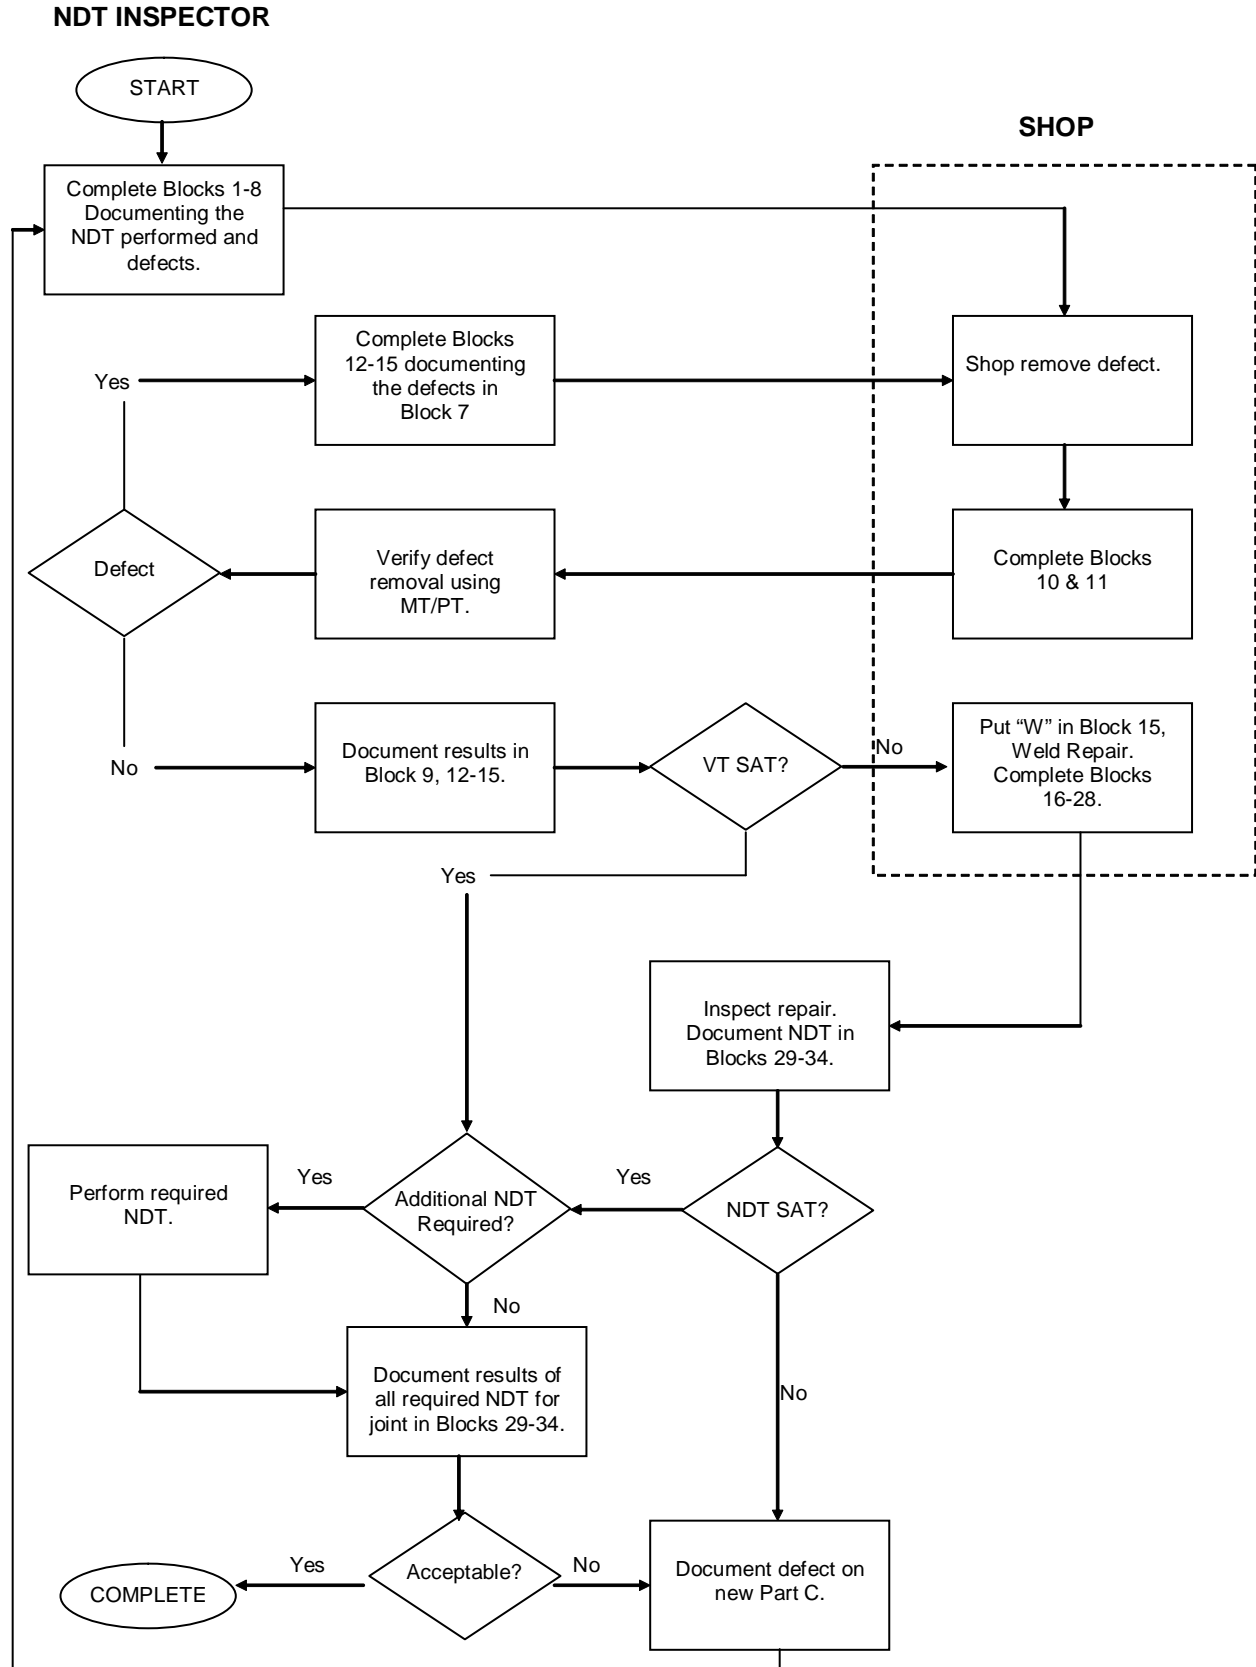 NDT INSPECTOR
START
SHOP
Complete Blocks 1-8
Documenting the
NDT performed and
defects.
Complete Blocks
12-15 documenting
the defects in
Block 7
Shop remove defect.
Yes
Defect
Verify defect
removal using
MT/PT.
Complete Blocks
10 & 11
No
Document results in
Block 9, 12-15.
VT SAT?
No
Put “W” in Block 15,
Weld Repair.
Complete Blocks
16-28.
Yes
Inspect repair.
Document NDT in
Blocks 29-34.
Perform required
NDT.
Yes
Additional NDT
Required?
Yes
NDT SAT?
No
Document results of
all required NDT for
joint in Blocks 29-34.
No
COMPLETE
Yes
Acceptable?
No
Document defect on
new Part C.